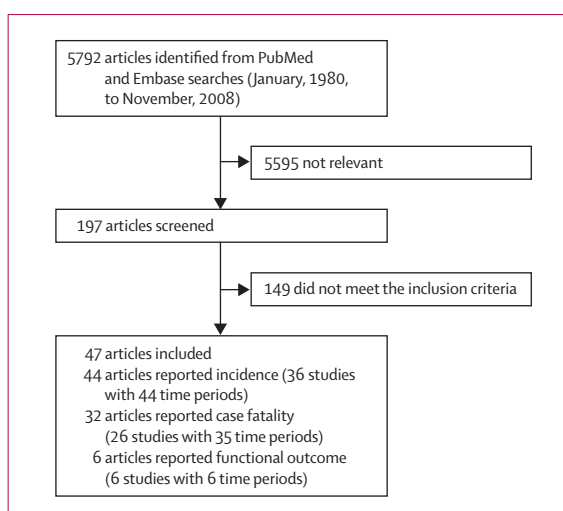 5792 articles identified from PubMed
and Embase searches (January, 1980,
to November, 2008)
5595 not relevant
197 articles screened
149 did not meet the inclusion criteria
47 articles included
44 articles reported incidence (36 studies
with 44 time periods)
32 articles reported case fatality
(26 studies with 35 time periods)
6 articles reported functional outcome
(6 studies with 6 time periods)